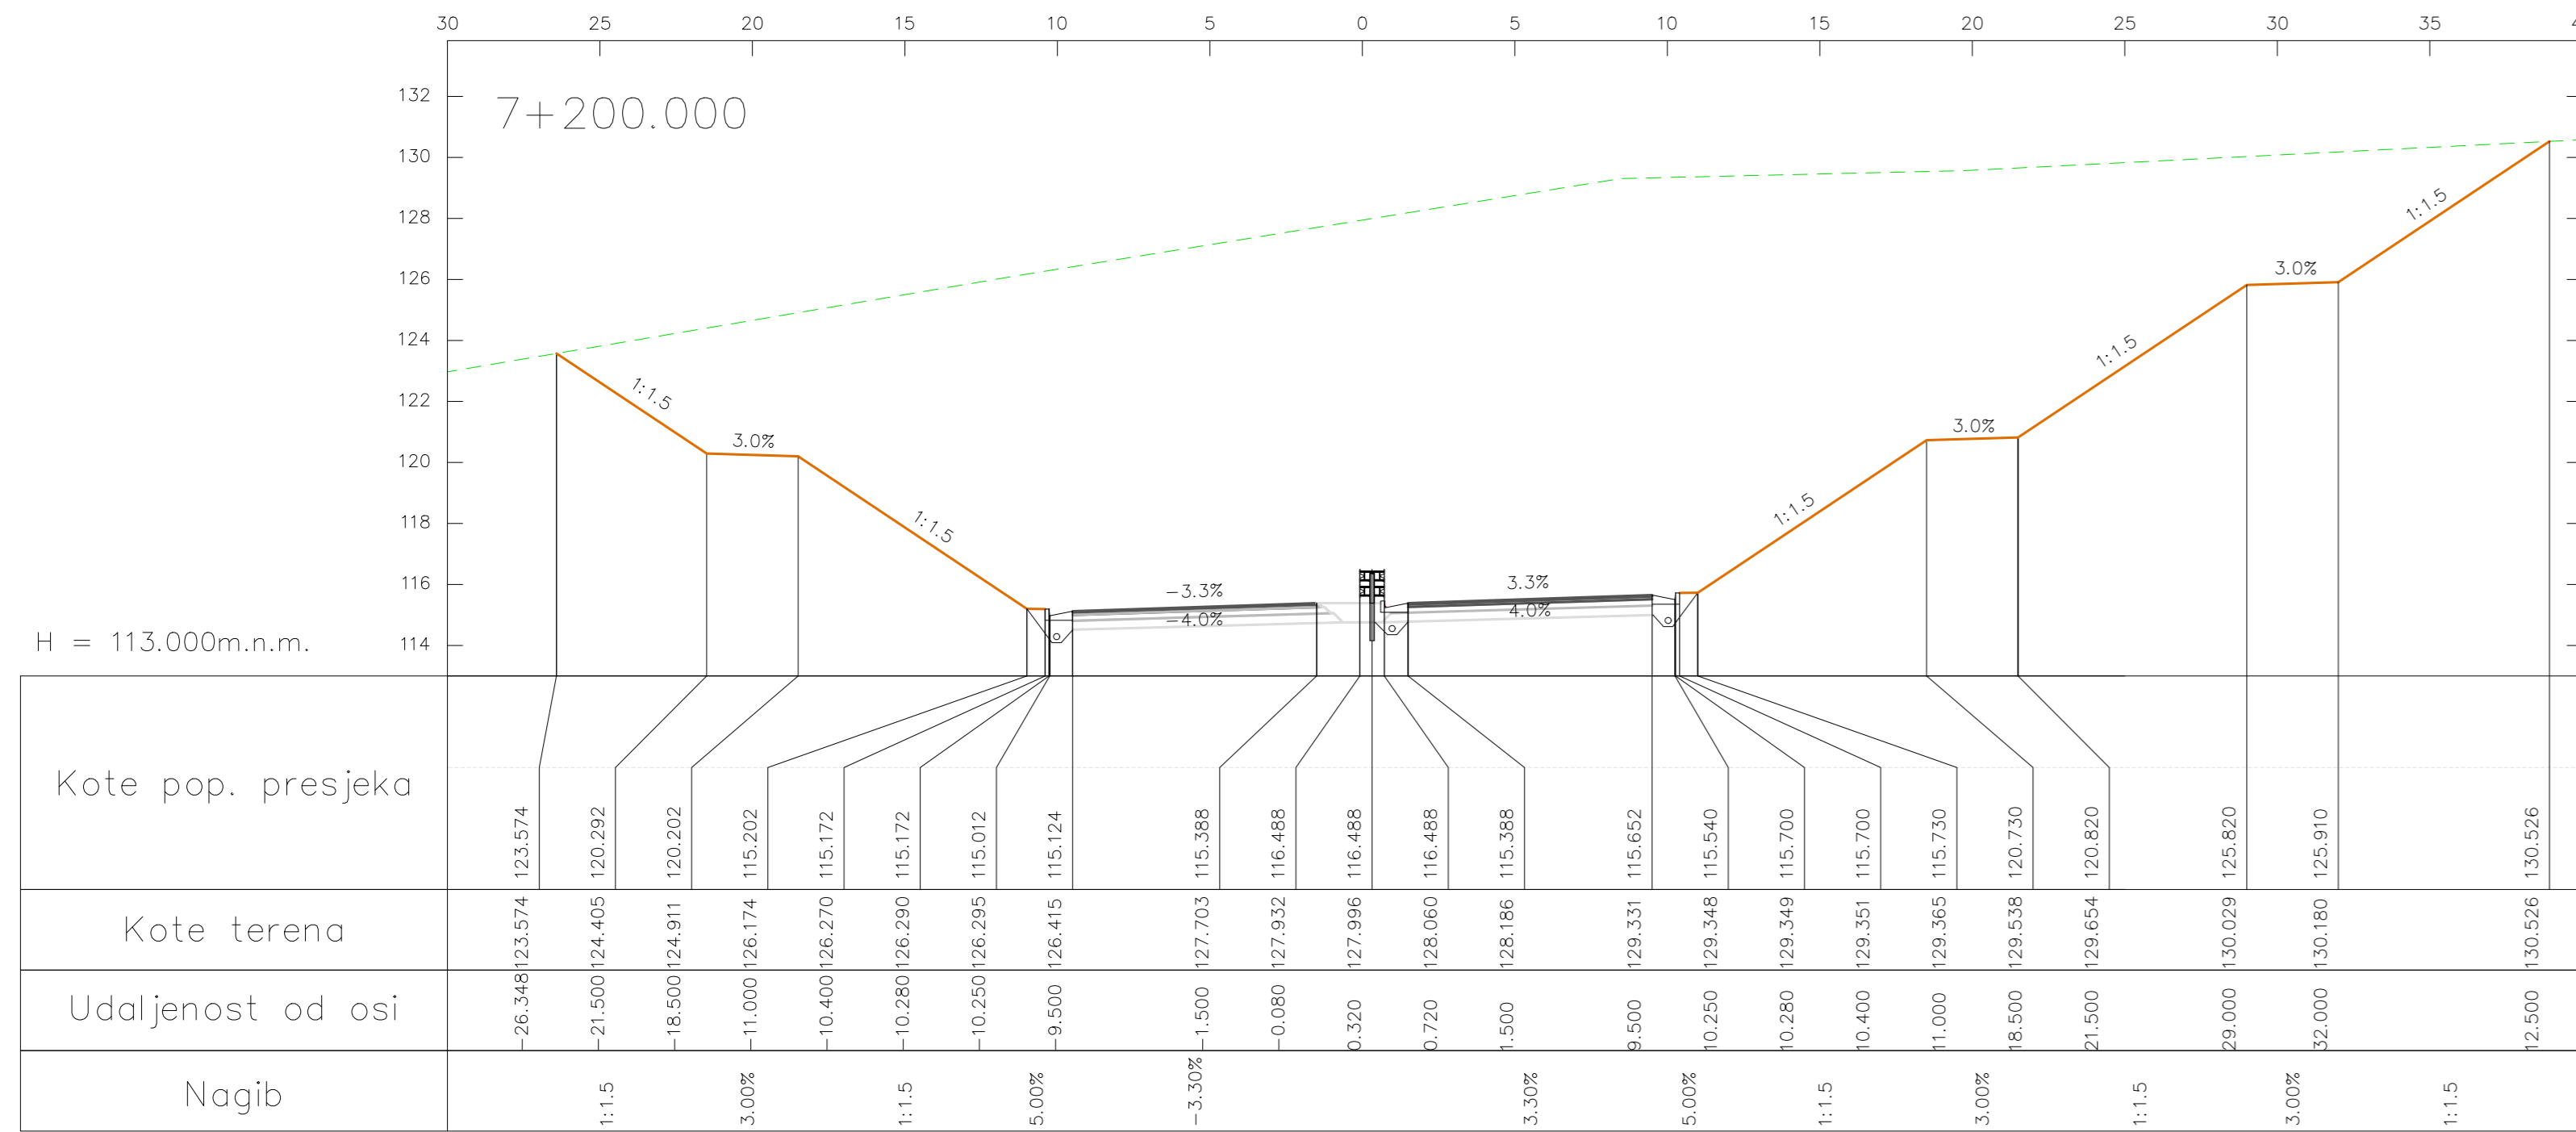 30 25 20 15 10 5 0 5 10 15 20 25 30 35
7+200.000
132
130
128
126
124
122
120
118
116
114
1:1.5
3.0%
1:1.5
-3.3%
-4.0%
3.3%
4.0%
1:1.5
3.0%
1:1.5
3.0%
1:1.5
H = 113.000m.n.m.
Kote pop. presjeka
123.574 120.292 120.202 115.202 115.172 115.172 115.012 115.124 115.388 116.488 116.488 116.488 115.388 115.652 115.540 115.700 115.700 115.730 120.730 120.820 125.820 125.910 130.526
Kote terena
123.574 124.405 124.911 126.174 126.270 126.290 126.295 126.415 127.703 127.932 127.996 128.060 128.186 129.331 129.348 129.349 129.351 129.365 129.538 129.654 130.029 130.180 130.526
Udaljenost od osi
-26.348 -21.500 -18.500 -11.000 -10.400 -10.280 -10.250 -9.500 -1.500 -0.080 0.320 0.720 1.500 9.500 10.250 10.280 10.400 11.000 18.500 21.500 29.000 32.000 12.500
Nagib
1:1.5 3.00% 1:1.5 5.00% -3.30% 3.30% 5.00% 1:1.5 3.00% 1:1.5 3.00% 1:1.5